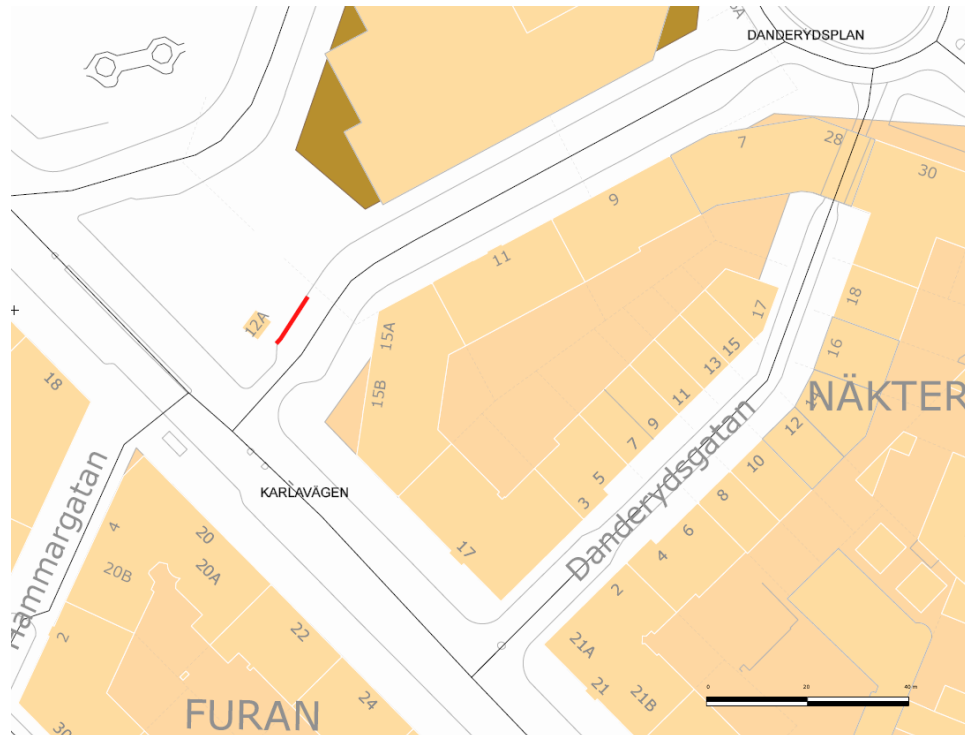 DANDERYDSPLAN
7
28
30
9
11
12A
15A
15B
17
15
13
11
9
7
5
3
17
18
16
12
10
8
6
4
2
NÄKTER
Danderydsgatan
KARLAVÄGEN
18
Hammargatan
4
20
20A
20B
2
22
24
FURAN
30
21A
21
21B
0
20
40 m